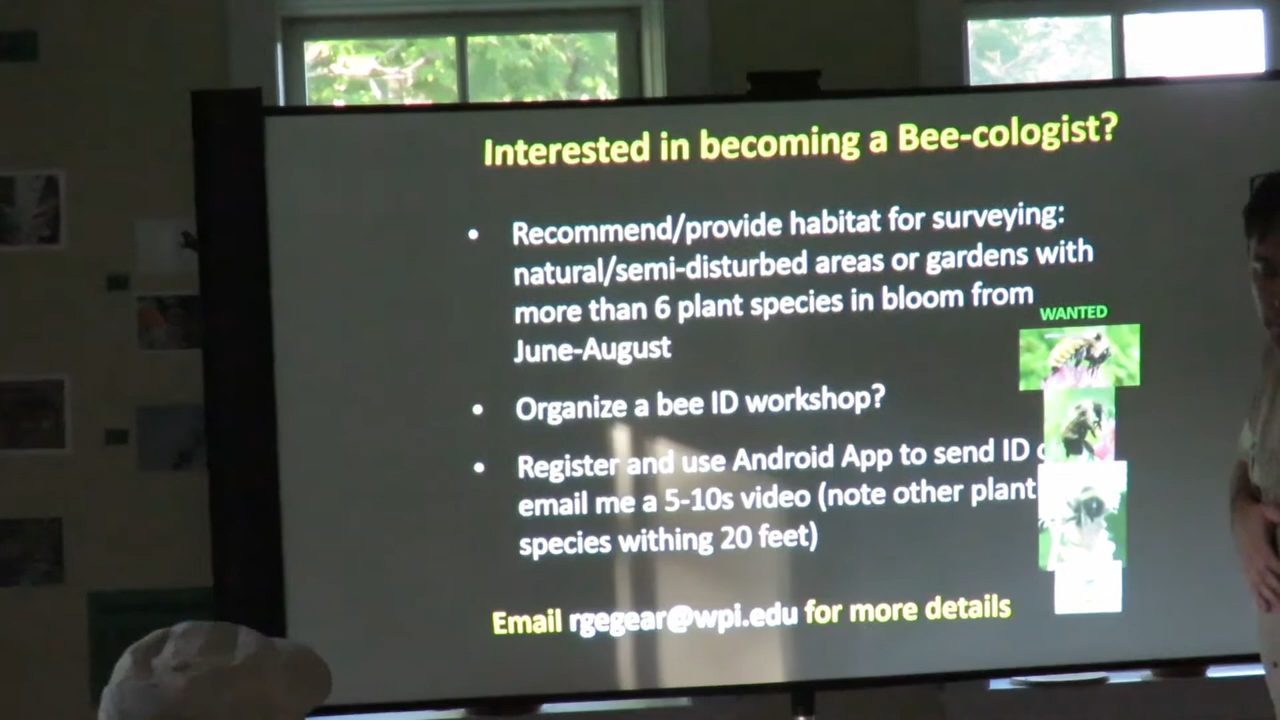 Interested in becoming a Bee-cologist?
• Recommend/provide habitat for surveying:
natural/semi-disturbed areas or gardens with
more than 6 plant species in bloom from
June-August
WANTED
• Organize a bee ID workshop?
• Register and use Android App to send ID
email me a 5-10s video (note other plant
species withing 20 feet)
Email rgegear@wpi.edu for more details